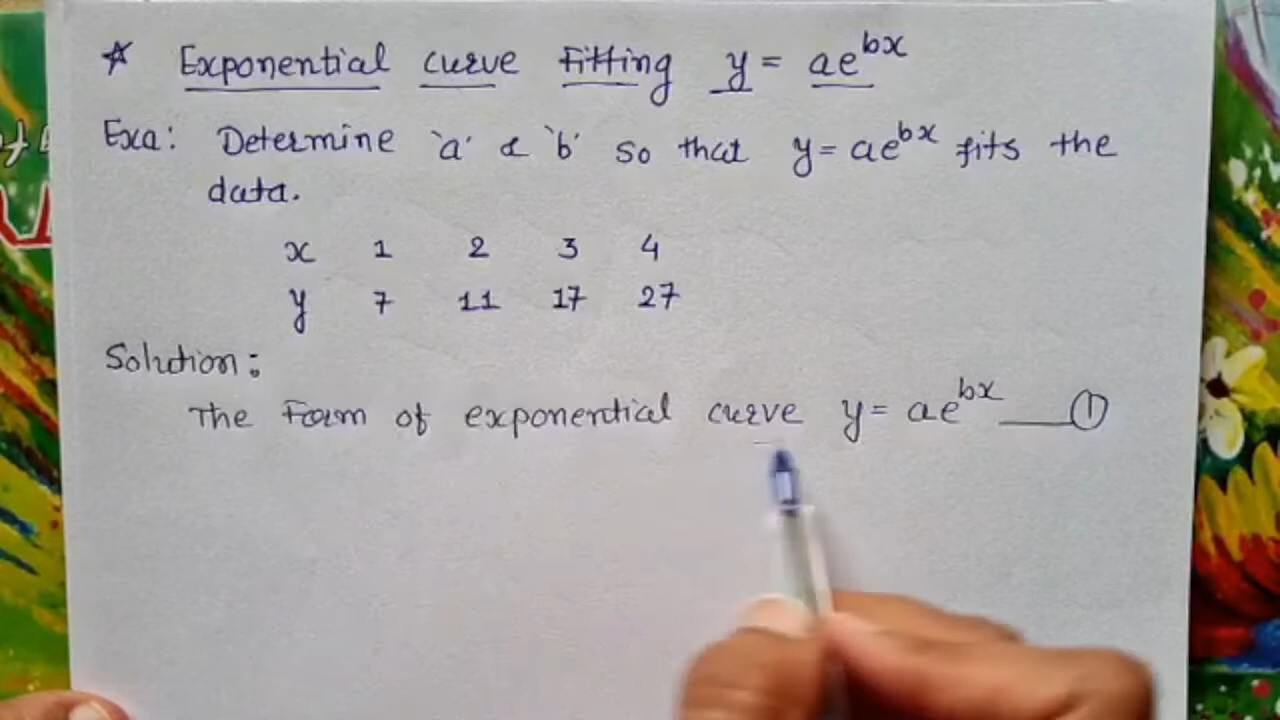 ☆ Exponential curve Fitting y = ae^bx
Exa: Determine 'a' & 'b' so that y = ae^bx fits the
data.
x 1 2 3 4
y 7 11 17 27
Solution:
The Form of exponential curve y = ae^bx —— ①